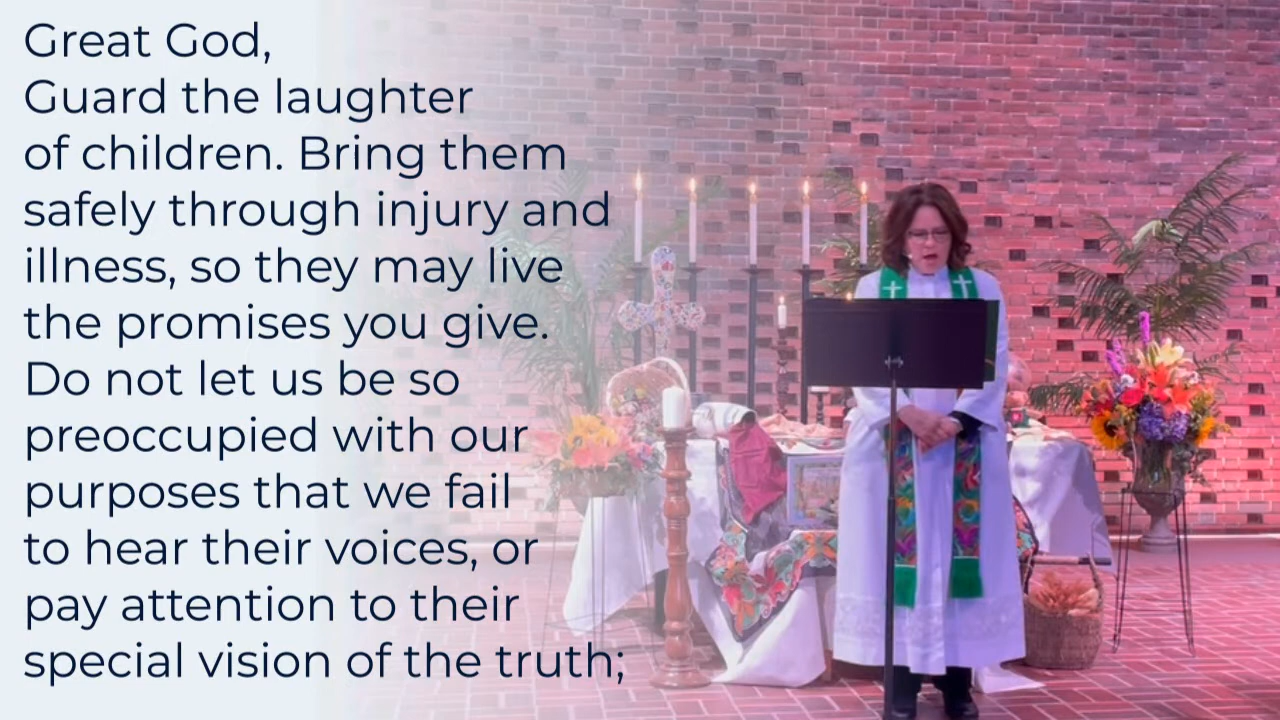 Great God,
Guard the laughter
of children. Bring them
safely through injury and
illness, so they may live
the promises you give.
Do not let us be so
preoccupied with our
purposes that we fail
to hear their voices, or
pay attention to their
special vision of the truth;